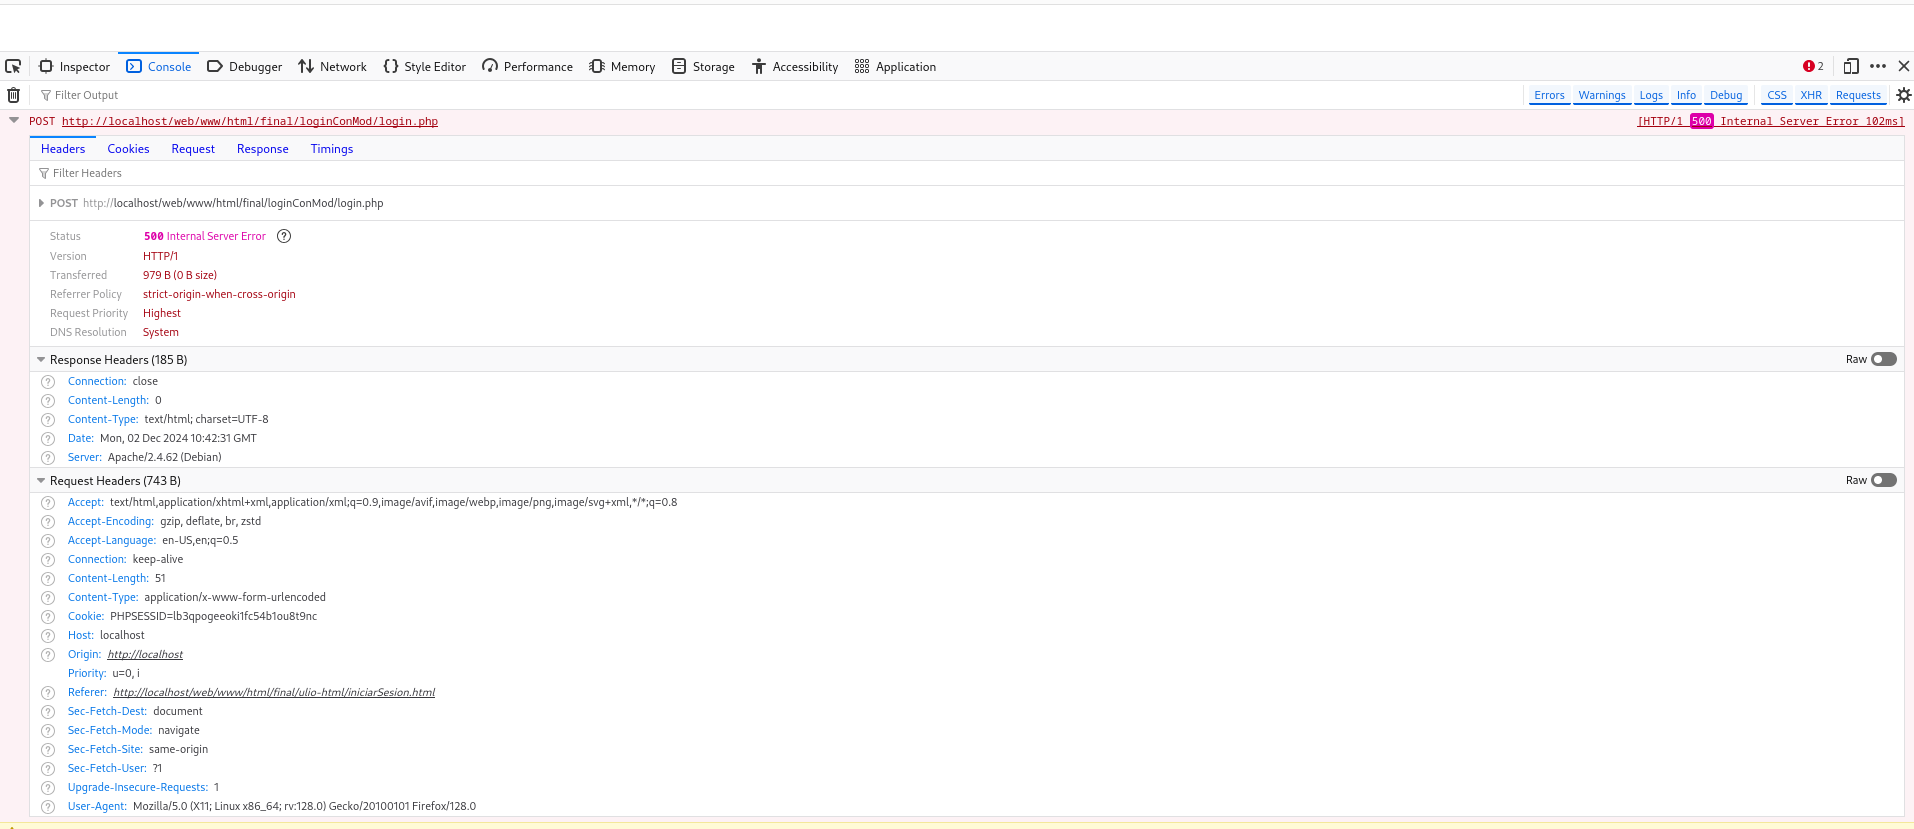 Inspector Console Debugger Network Style Editor Performance Memory Storage Accessibility Application 2
Filter Output Errors Warnings Logs Info Debug CSS XHR Requests
POST http://localhost/web/www/html/final/loginConMod/login.php [HTTP/1 500 Internal Server Error 102ms]
Headers Cookies Request Response Timings
Filter Headers
POST http://localhost/web/www/html/final/loginConMod/login.php
Status 500 Internal Server Error ?
Version HTTP/1
Transferred 979 B (0 B size)
Referrer Policy strict-origin-when-cross-origin
Request Priority Highest
DNS Resolution System
Response Headers (185 B) Raw
? Connection: close
? Content-Length: 0
? Content-Type: text/html; charset=UTF-8
? Date: Mon, 02 Dec 2024 10:42:31 GMT
? Server: Apache/2.4.62 (Debian)
Request Headers (743 B) Raw
? Accept: text/html,application/xhtml+xml,application/xml;q=0.9,image/avif,image/webp,image/png,image/svg+xml,*/*;q=0.8
? Accept-Encoding: gzip, deflate, br, zstd
? Accept-Language: en-US,en;q=0.5
? Connection: keep-alive
? Content-Length: 51
? Content-Type: application/x-www-form-urlencoded
? Cookie: PHPSESSID=lb3qpogeeoki1fc54b1ou8t9nc
? Host: localhost
? Origin: http://localhost
Priority: u=0, i
? Referer: http://localhost/web/www/html/final/ulio-html/iniciarSesion.html
? Sec-Fetch-Dest: document
? Sec-Fetch-Mode: navigate
? Sec-Fetch-Site: same-origin
? Sec-Fetch-User: ?1
? Upgrade-Insecure-Requests: 1
? User-Agent: Mozilla/5.0 (X11; Linux x86_64; rv:128.0) Gecko/20100101 Firefox/128.0